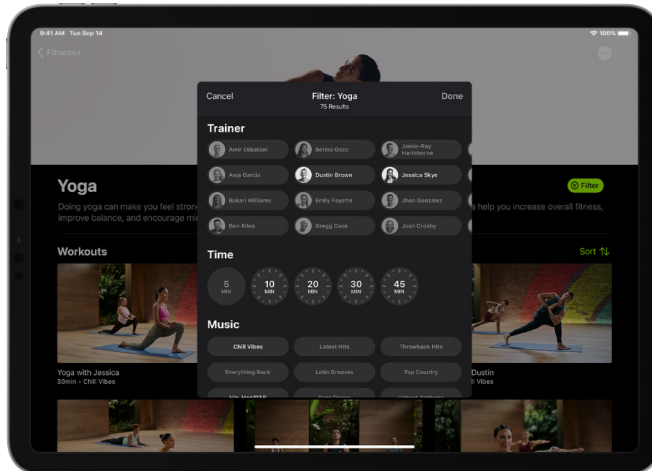 9:41 AM Tue Sep 14
100%
Fitness+
Cancel
Filter: Yoga
Done
75 Results
Trainer
Amir Ekbatani
Betina Gozo
Jamie-Ray
Hartshorne
Anja Garcia
Dustin Brown
Jessica Skye
Bakari Williams
Emily Fayette
Jhon Gonzalez
Ben Allen
Gregg Cook
Joan Crosby
Time
5
MIN
10
MIN
20
MIN
30
MIN
45
MIN
Music
Chill Vibes
Latest Hits
Throwback Hits
Everything Rock
Latin Grooves
Top Country
Yoga
Filter
Doing yoga can make you feel stron
help you increase overall fitness,
improve balance, and encourage mi
Workouts
Sort
Yoga with Jessica
30min • Chill Vibes
Dustin
ll Vibes